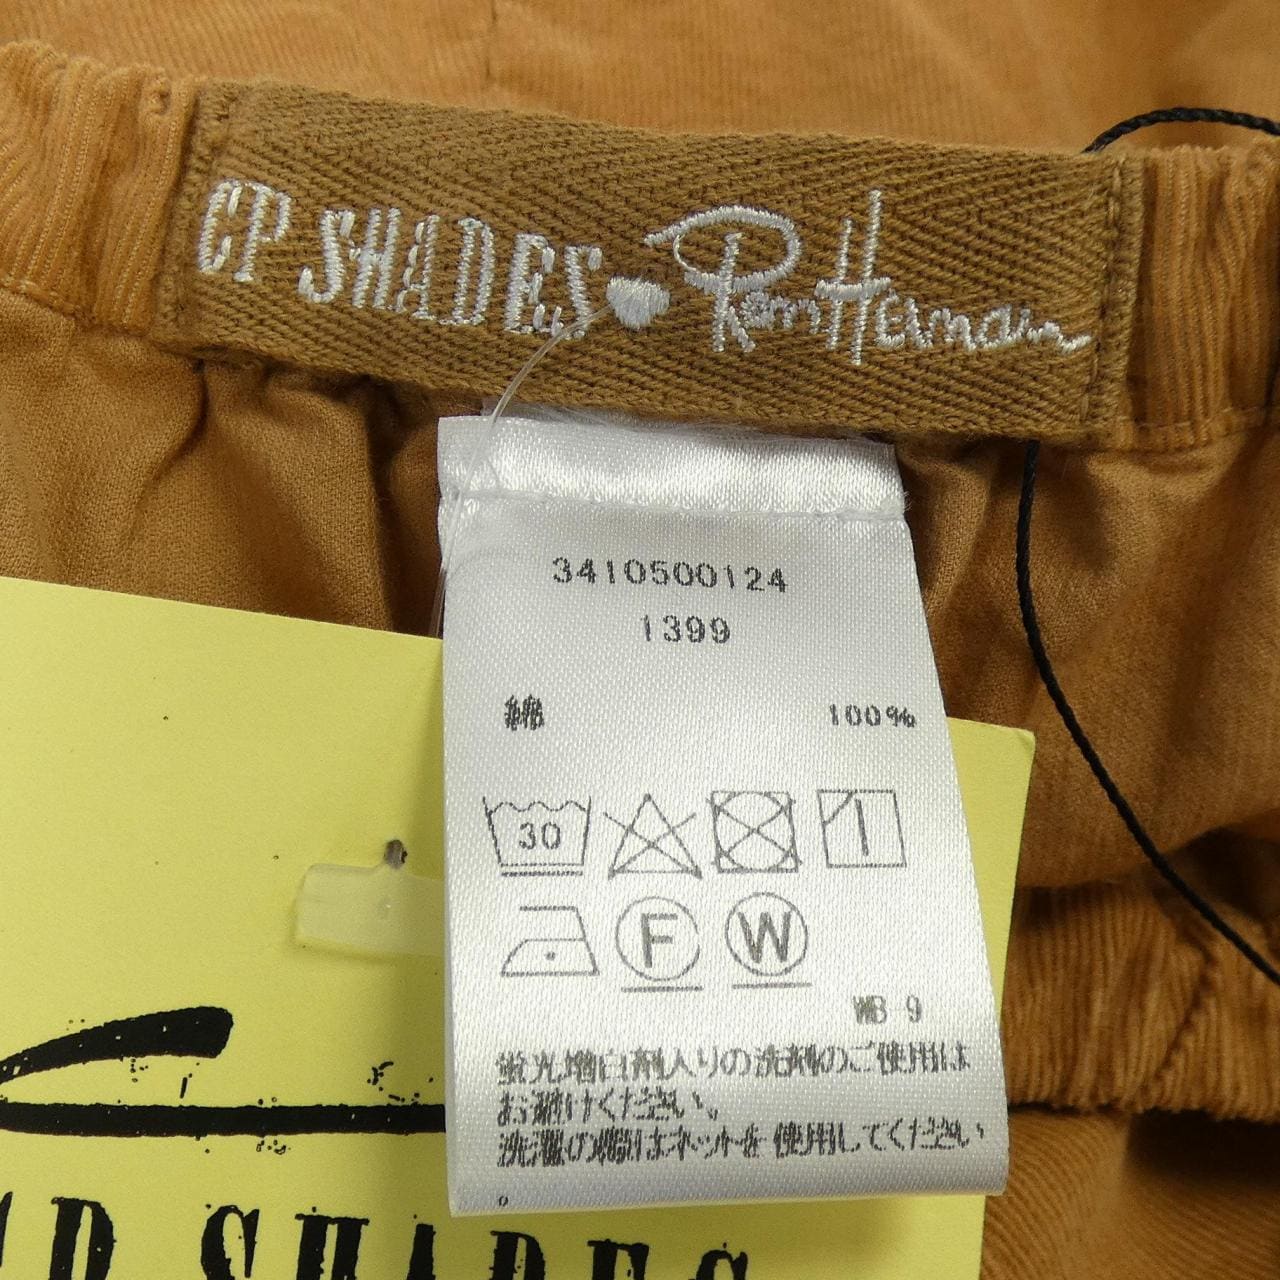 CP SHADES Ron Herman
3410500124
1399
綿 100%
30
F W
WB 9
蛍光増白剤入りの洗剤のご使用は
お避けください。
洗濯の際はネットを使用してください
。
CP SHADES